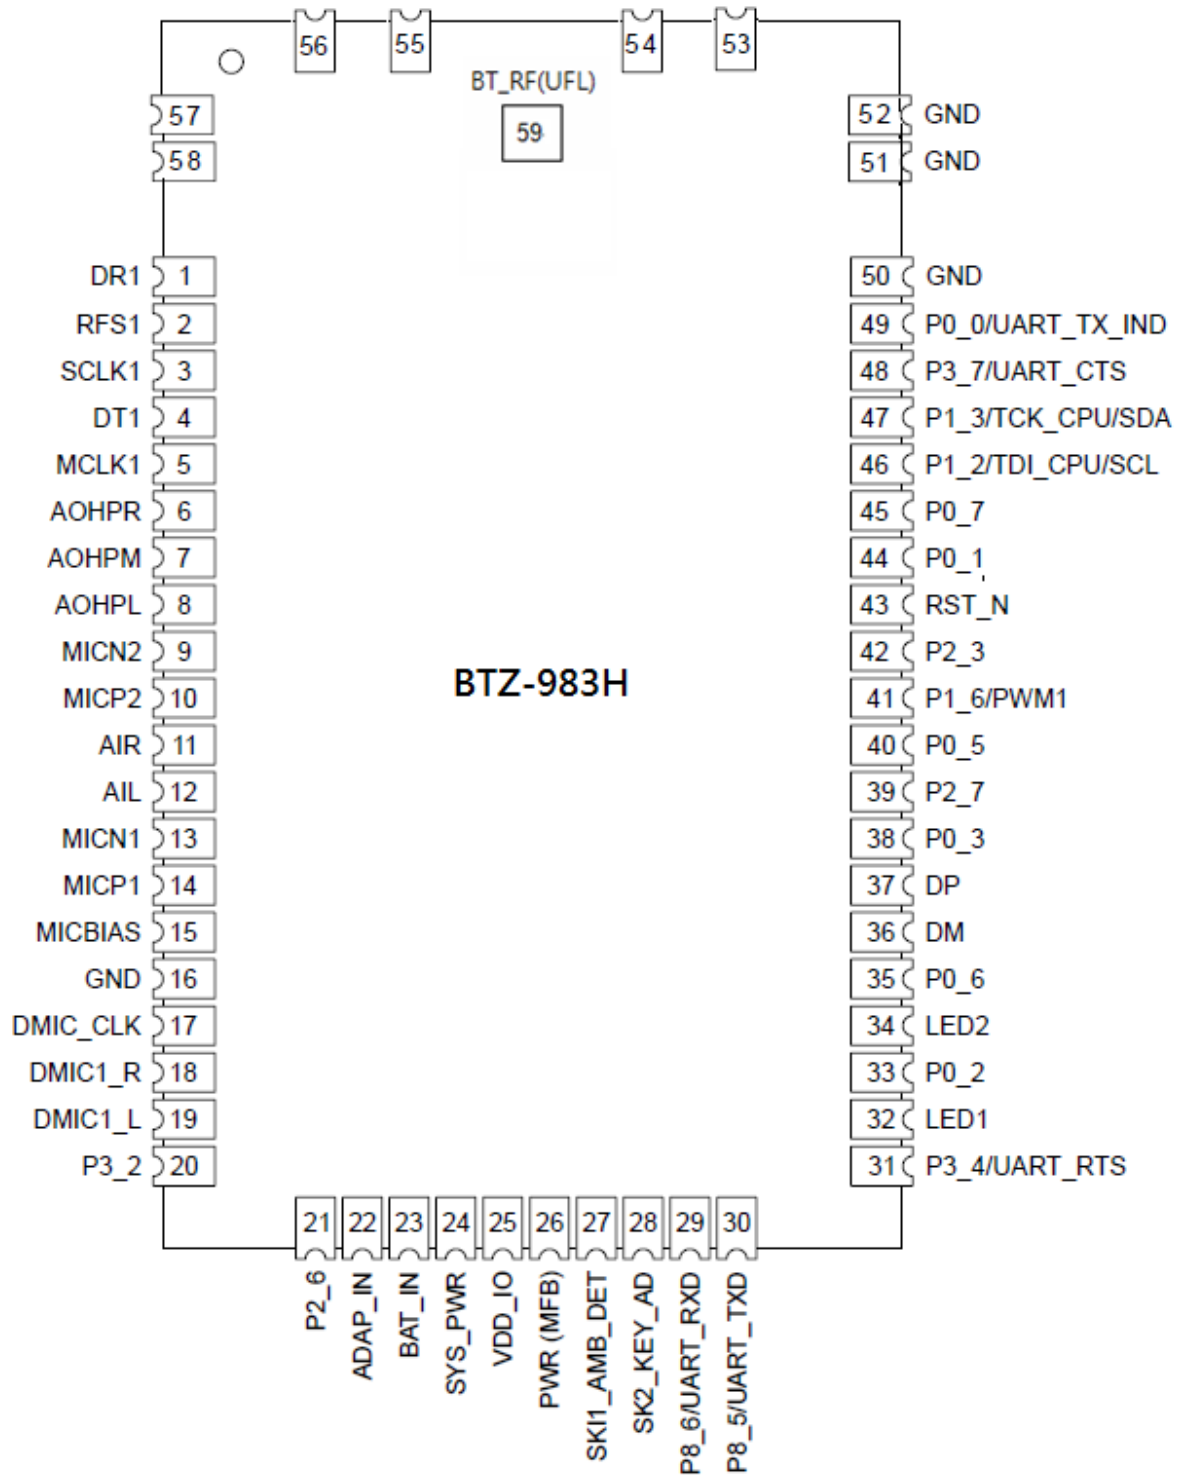 56 55 54 53
BT_RF(UFL)
59
57 52 GND
58 51 GND
DR1 1 50 GND
RFS1 2 49 P0_0/UART_TX_IND
SCLK1 3 48 P3_7/UART_CTS
DT1 4 47 P1_3/TCK_CPU/SDA
MCLK1 5 46 P1_2/TDI_CPU/SCL
AOHPR 6 45 P0_7
AOHPM 7 44 P0_1
AOHPL 8 43 RST_N
MICN2 9 42 P2_3
BTZ-983H
MICP2 10 41 P1_6/PWM1
AIR 11 40 P0_5
AIL 12 39 P2_7
MICN1 13 38 P0_3
MICP1 14 37 DP
MICBIAS 15 36 DM
GND 16 35 P0_6
DMIC_CLK 17 34 LED2
DMIC1_R 18 33 P0_2
DMIC1_L 19 32 LED1
P3_2 20 31 P3_4/UART_RTS
21 22 23 24 25 26 27 28 29 30
P2_6
ADAP_IN
BAT_IN
SYS_PWR
VDD_IO
PWR (MFB)
SKI1_AMB_DET
SK2_KEY_AD
P8_6/UART_RXD
P8_5/UART_TXD